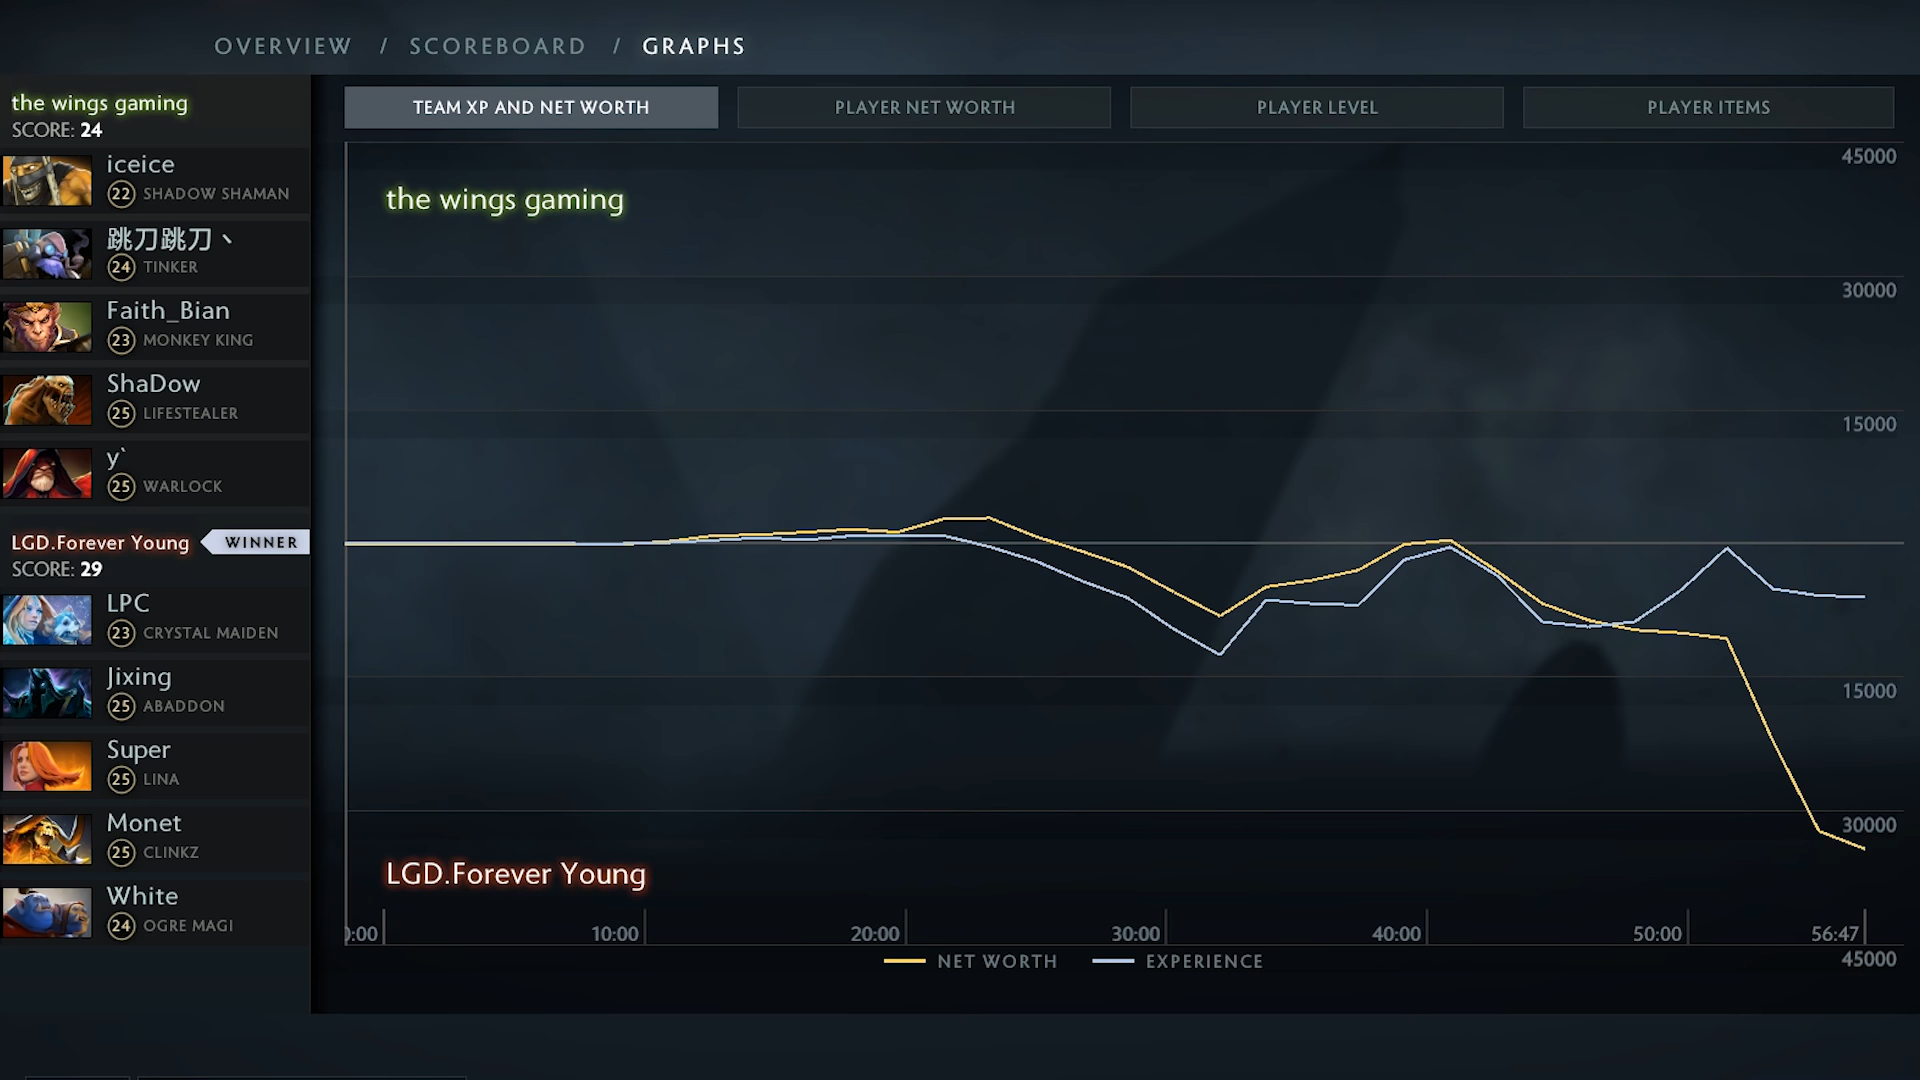 OVERVIEW / SCOREBOARD / GRAPHS
the wings gaming
SCORE: 24
iceice
22 SHADOW SHAMAN
跳刀跳刀丶
24 TINKER
Faith_Bian
23 MONKEY KING
ShaDow
25 LIFESTEALER
y`
25 WARLOCK
LGD.Forever Young WINNER
SCORE: 29
LPC
23 CRYSTAL MAIDEN
Jixing
25 ABADDON
Super
25 LINA
Monet
25 CLINKZ
White
24 OGRE MAGI
TEAM XP AND NET WORTH PLAYER NET WORTH PLAYER LEVEL PLAYER ITEMS
45000
the wings gaming
30000
15000
15000
30000
LGD.Forever Young
0:00 10:00 20:00 30:00 40:00 50:00 56:47
45000
NET WORTH EXPERIENCE